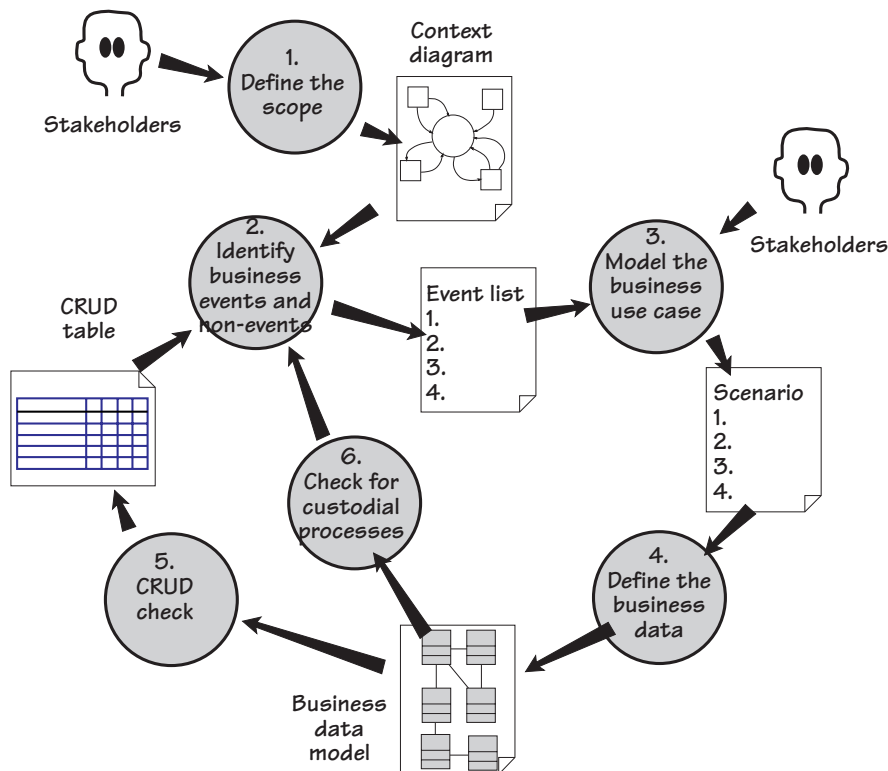 Stakeholders
1.
Define the
scope
Context
diagram
2.
Identify
business
events and
non-events
Event list
1.
2.
3.
4.
3.
Model the
business
use case
Stakeholders
Scenario
1.
2.
3.
4.
4.
Define the
business
data
Business
data
model
5.
CRUD
check
CRUD
table
6.
Check for
custodial
processes